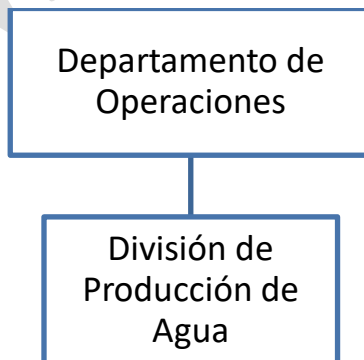 Departamento de
Operaciones
División de
Producción de
Agua